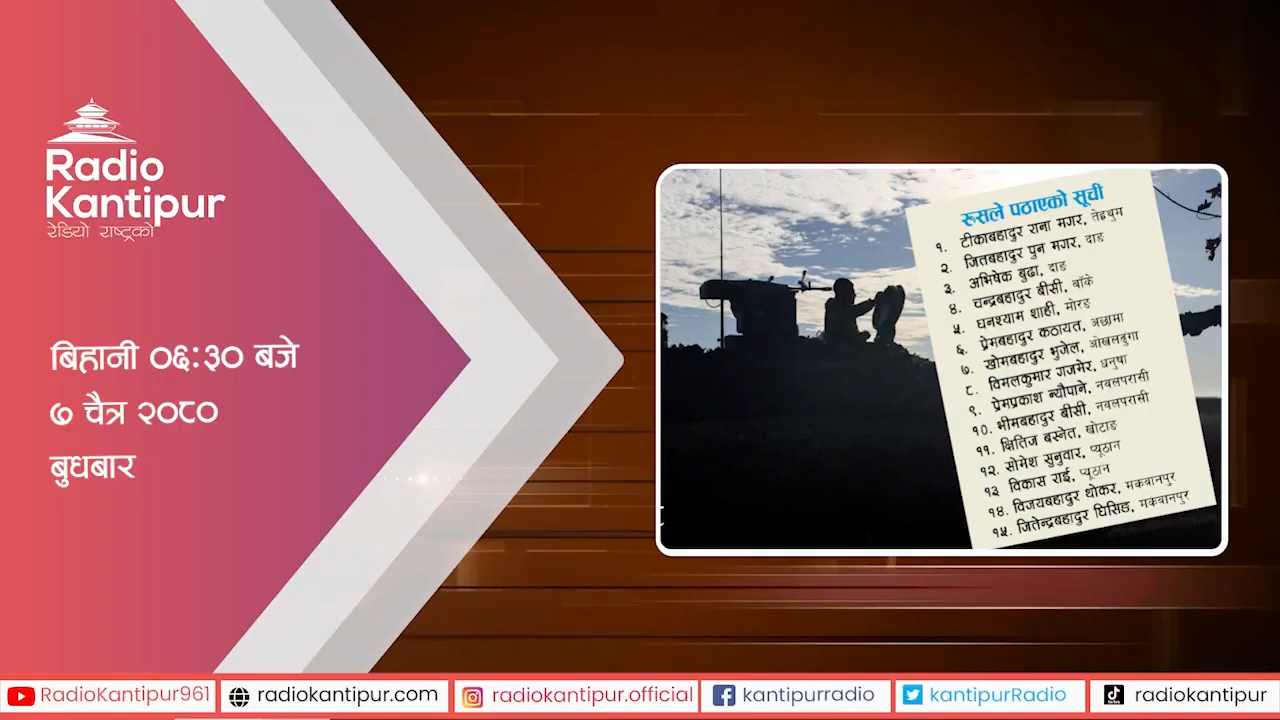 Radio
Kantipur
रेडियो राष्ट्रको
बिहानी ०६:३० बजे
७ चैत्र २०८०
बुधबार
रुसले पठाएको सूची
१. टीकाबहादुर राना मगर, तेह्रथुम
२. जितबहादुर पुन मगर, दाङ
३. अभिषेक बुढा, दाङ
४. चन्द्रबहादुर बीसी, बाँके
५. घनश्याम शाही, मोरङ
६. प्रेमबहादुर कठायत, अछामा
७. खोमबहादुर भुजेल, ओखलढुंगा
८. विमलकुमार गजमेर, धनुषा
९. प्रेमप्रकाश न्यौपाने, नवलपरासी
१०. भीमबहादुर बीसी, नवलपरासी
११. क्षितिज बस्नेत, खोटाङ
१२. सोमेश सुनुवार, प्यूठान
१३ विकास राई, प्यूठान
१४. विजयबहादुर थोकर, मकवानपुर
१५. जितेन्द्रबहादुर घिसिङ, मकवानपुर
RadioKantipur961 radiokantipur.com radiokantipur.official kantipurradio kantipurRadio radiokantipur